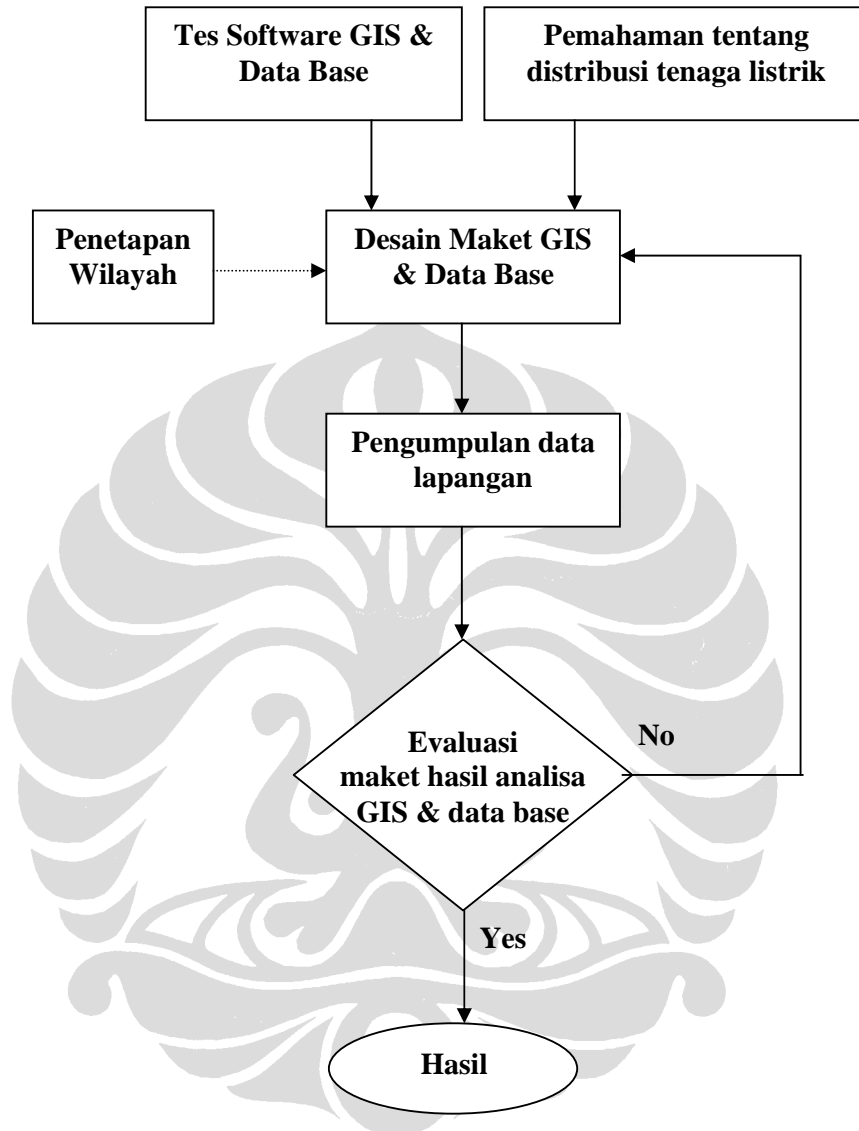 Tes Software GIS &
Data Base
Pemahaman tentang
distribusi tenaga listrik
Penetapan
Wilayah
Desain Maket GIS
& Data Base
Pengumpulan data
lapangan
Evaluasi
maket hasil analisa
GIS & data base
No
Yes
Hasil